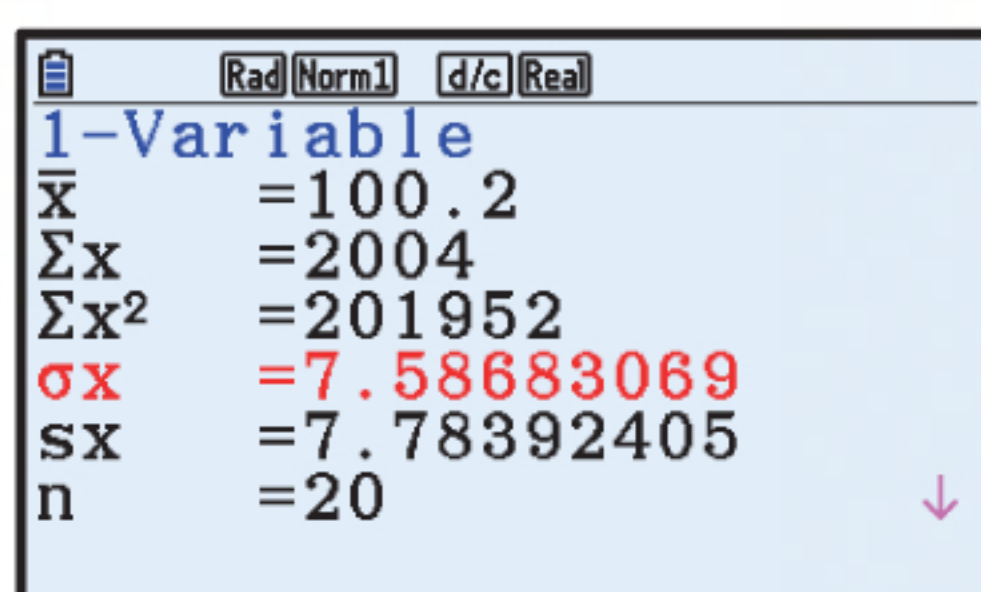 Rad Norm1 d/c Real
1-Variable
x̄ =100.2
Σx =2004
Σx² =201952
σx =7.58683069
sx =7.78392405
n =20 ↓